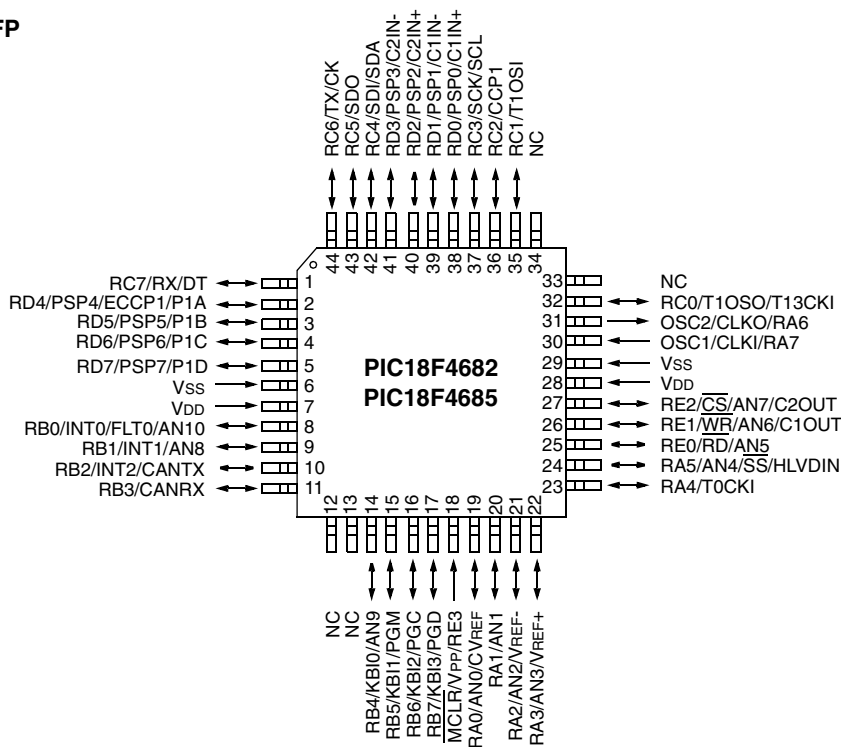 FP
RC6/TX/CK
RC5/SDO
RC4/SDI/SDA
RD3/PSP3/C2IN-
RD2/PSP2/C2IN+
RD1/PSP1/C1IN-
RD0/PSP0/C1IN+
RC3/SCK/SCL
RC2/CCP1
RC1/T1OSI
NC
44
43
42
41
40
39
38
37
36
35
34
RC7/RX/DT 1
RD4/PSP4/ECCP1/P1A 2
RD5/PSP5/P1B 3
RD6/PSP6/P1C 4
RD7/PSP7/P1D 5
VSS 6
VDD 7
RB0/INT0/FLT0/AN10 8
RB1/INT1/AN8 9
RB2/INT2/CANTX 10
RB3/CANRX 11
PIC18F4682
PIC18F4685
33 NC
32 RC0/T1OSO/T13CKI
31 OSC2/CLKO/RA6
30 OSC1/CLKI/RA7
29 VSS
28 VDD
27 RE2/CS/AN7/C2OUT
26 RE1/WR/AN6/C1OUT
25 RE0/RD/AN5
24 RA5/AN4/SS/HLVDIN
23 RA4/T0CKI
12
13
14
15
16
17
18
19
20
21
22
NC
NC
RB4/KBI0/AN9
RB5/KBI1/PGM
RB6/KBI2/PGC
RB7/KBI3/PGD
MCLR/VPP/RE3
RA0/AN0/CVREF
RA1/AN1
RA2/AN2/VREF-
RA3/AN3/VREF+